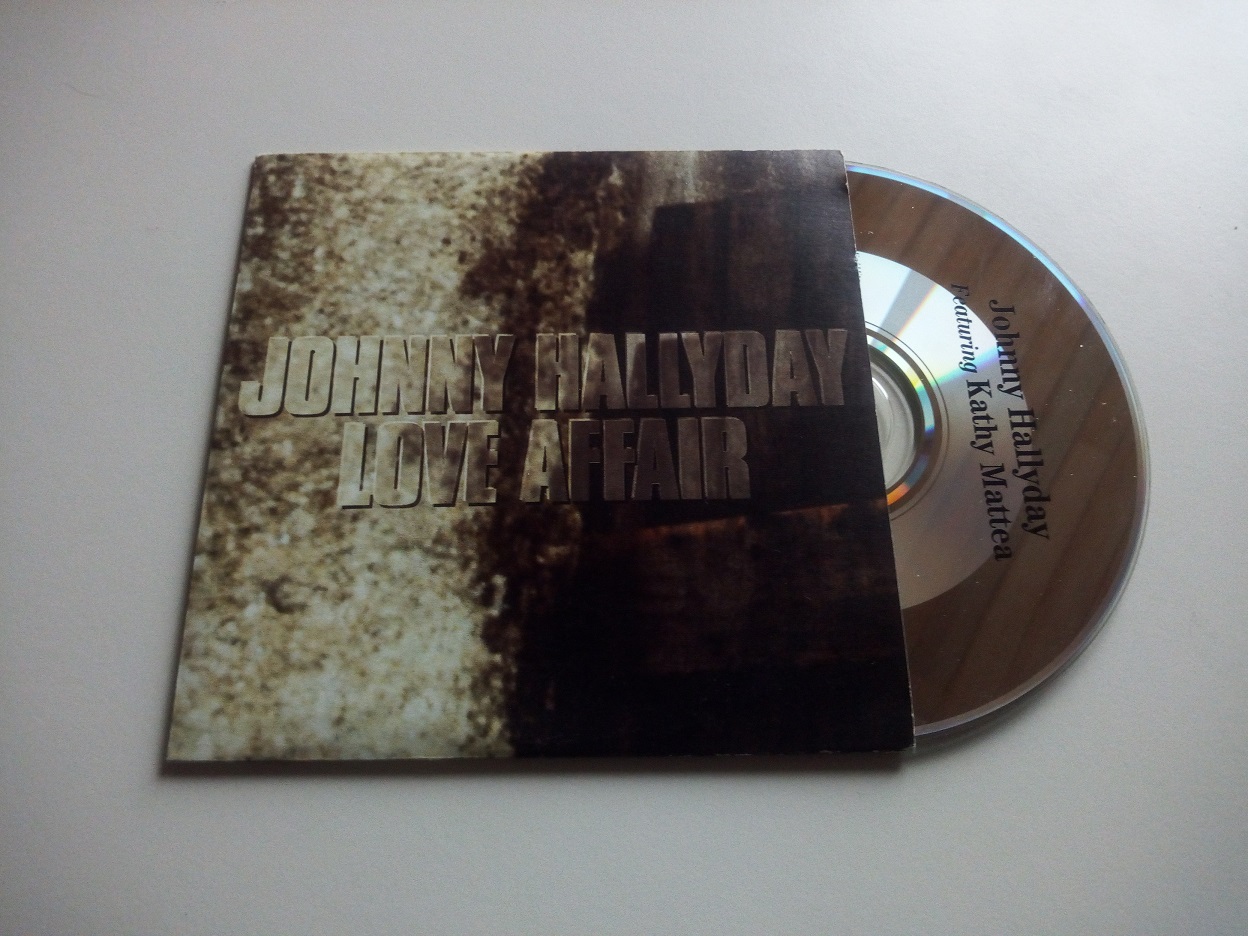 JOHNNY HALLYDAY
LOVE AFFAIR
Johnny Hallyday
Featuring Kathy Mattea